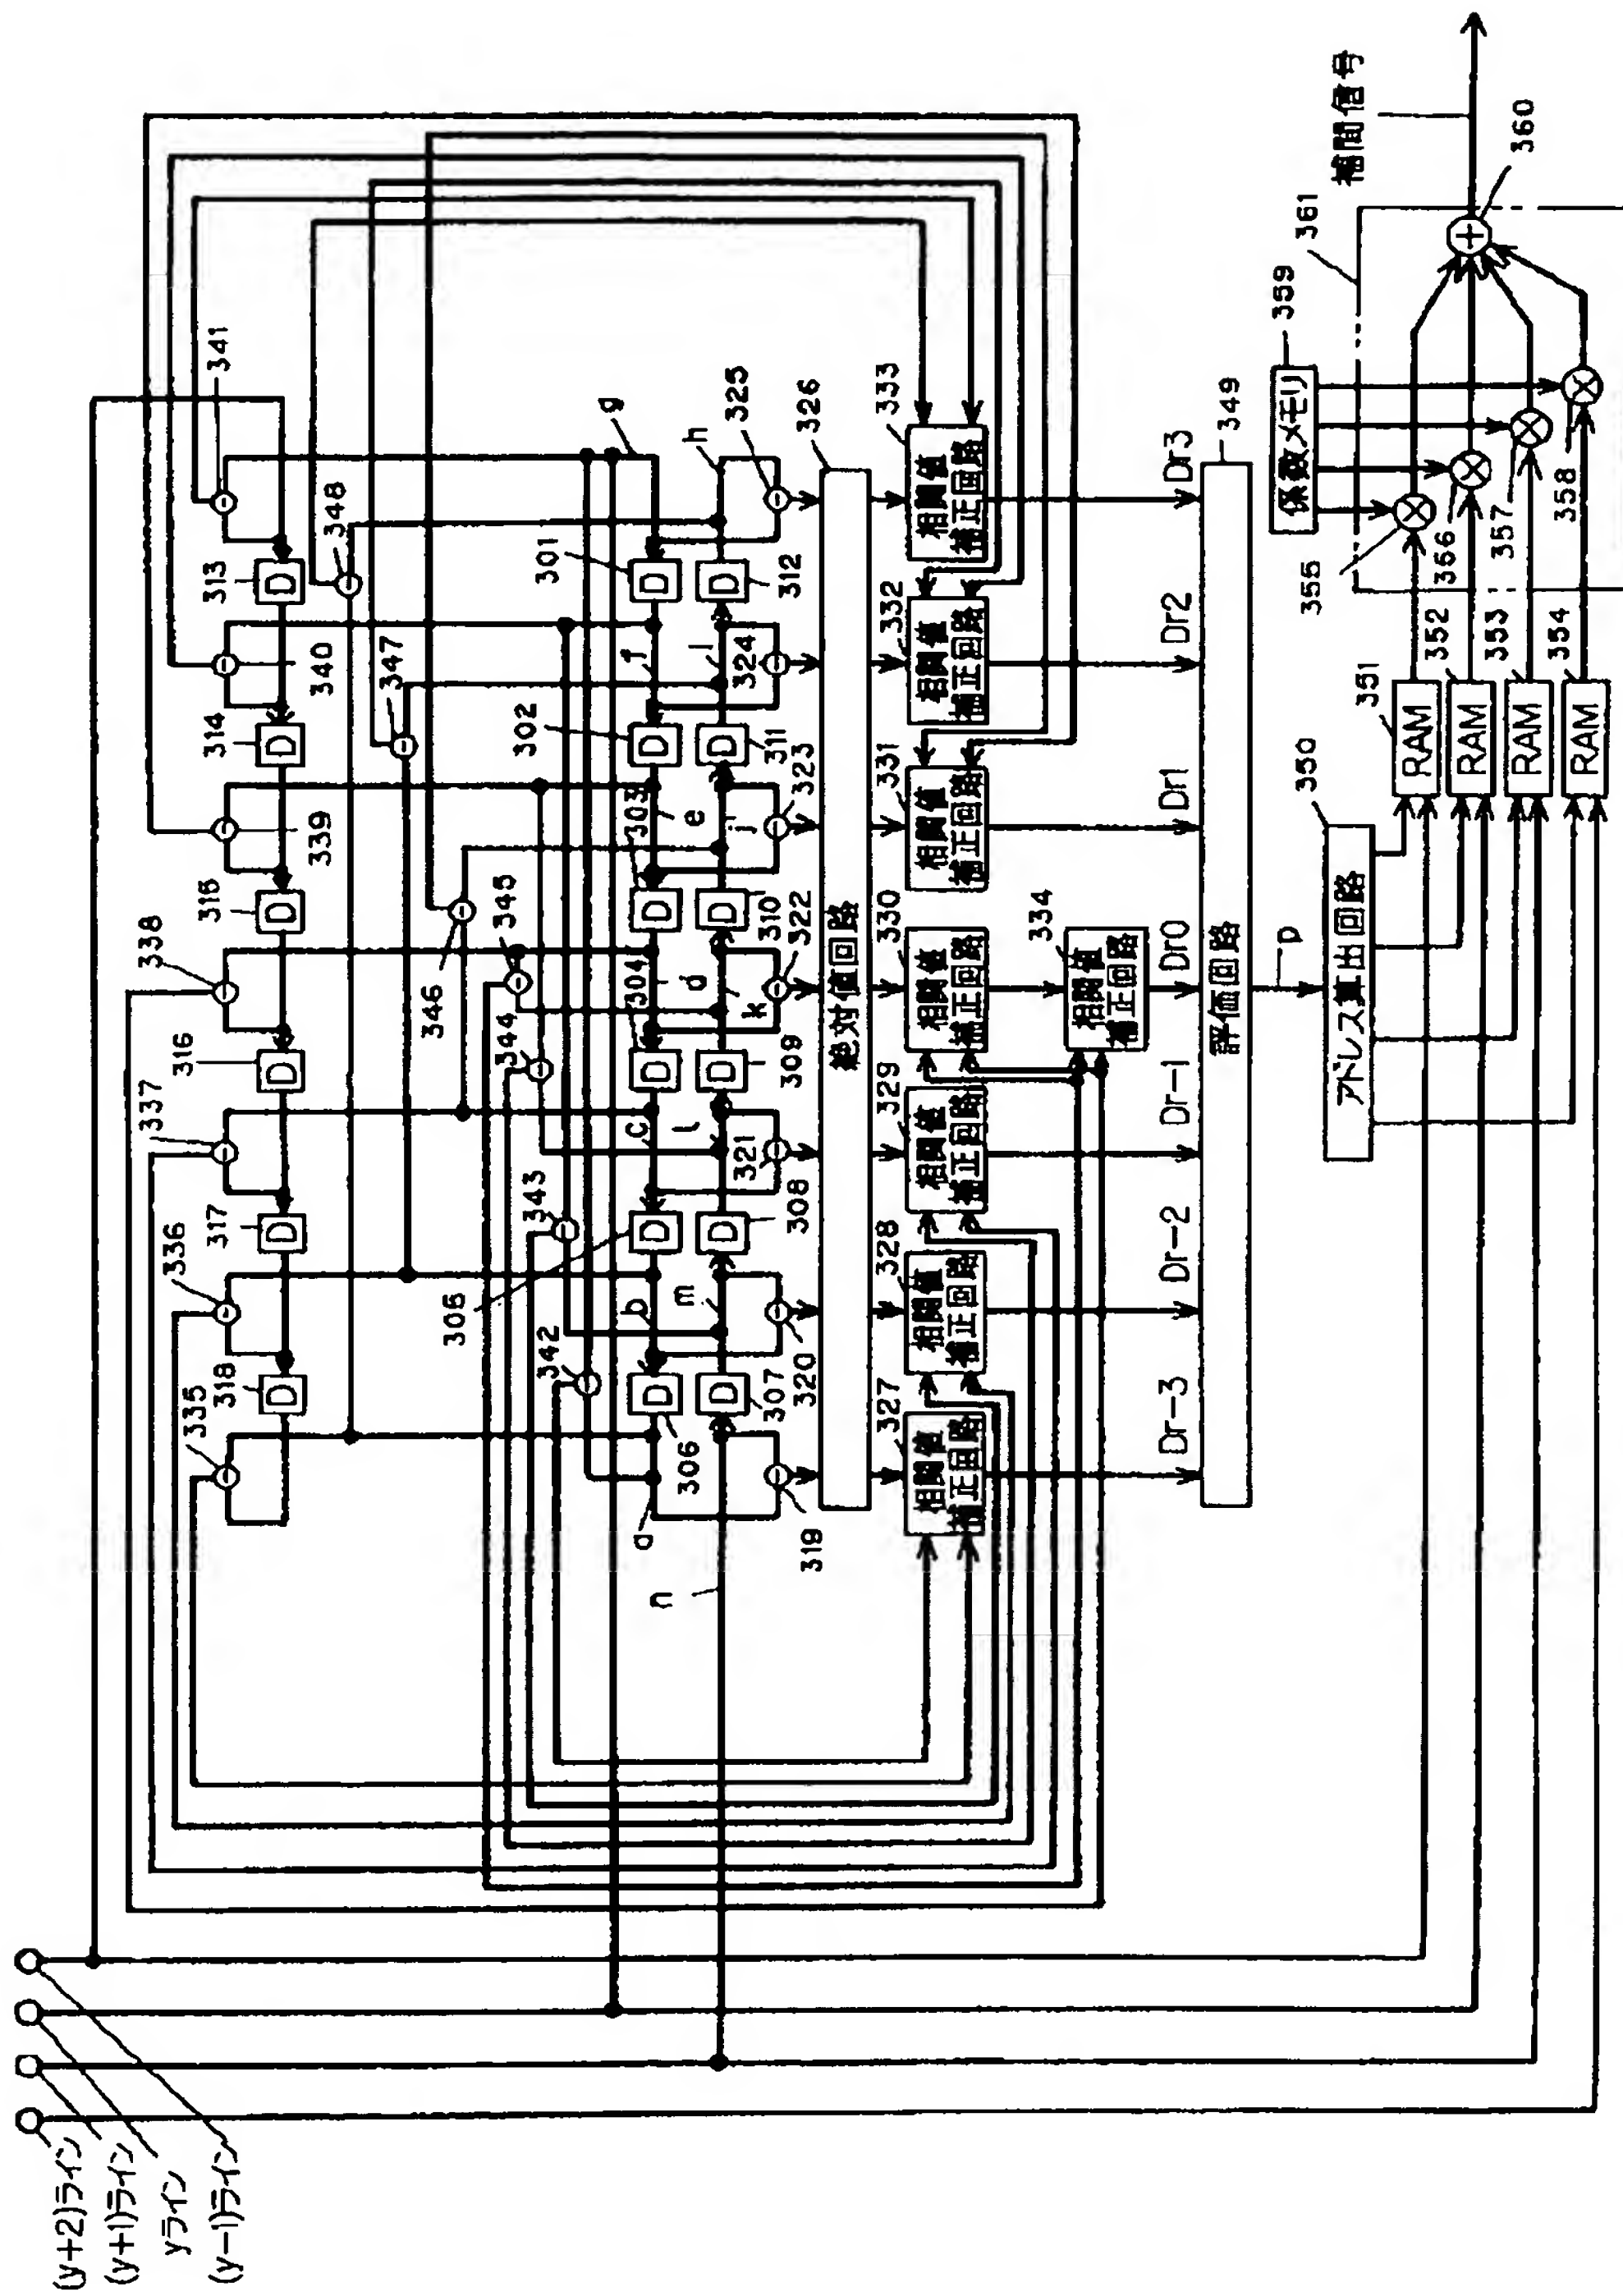 (y+2)ライン
(y+1)ライン
yライン
(y−1)ライン
341
313
348
340
314
347
339
315
338
346
345
316
344
337
317
343
336
318
342
335
D
D
D
D
D
D
g
h
325
301
D
D
312
f
i
324
302
D
D
311
323
303
e
j
D
D
310
322
304
d
k
D
D
309
c
l
321
305
D
D
308
b
m
320
306
D
D
307
a
n
319
絶対値回路
326
相関値
補正回路
333
相関値
補正回路
332
相関値
補正回路
331
相関値
補正回路
330
相関値
補正回路
334
相関値
補正回路
329
相関値
補正回路
328
相関値
補正回路
327
Dr3
Dr2
Dr1
Dr0
Dr-1
Dr-2
Dr-3
評価回路
349
p
アドレス算出回路
350
RAM
351
RAM
352
RAM
353
RAM
354
355
356
357
358
係数メモリ
359
361
360
補間信号